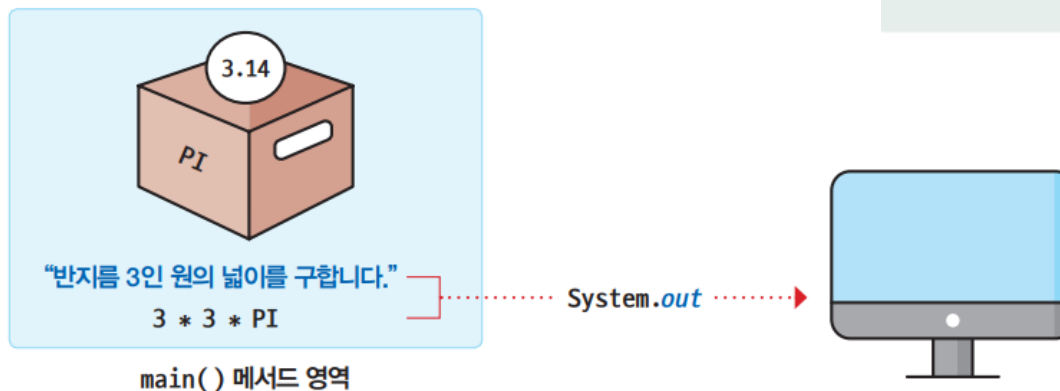 3.14
PI
“반지름 3인 원의 넓이를 구합니다.”
3 * 3 * PI
System.out
main() 메서드 영역